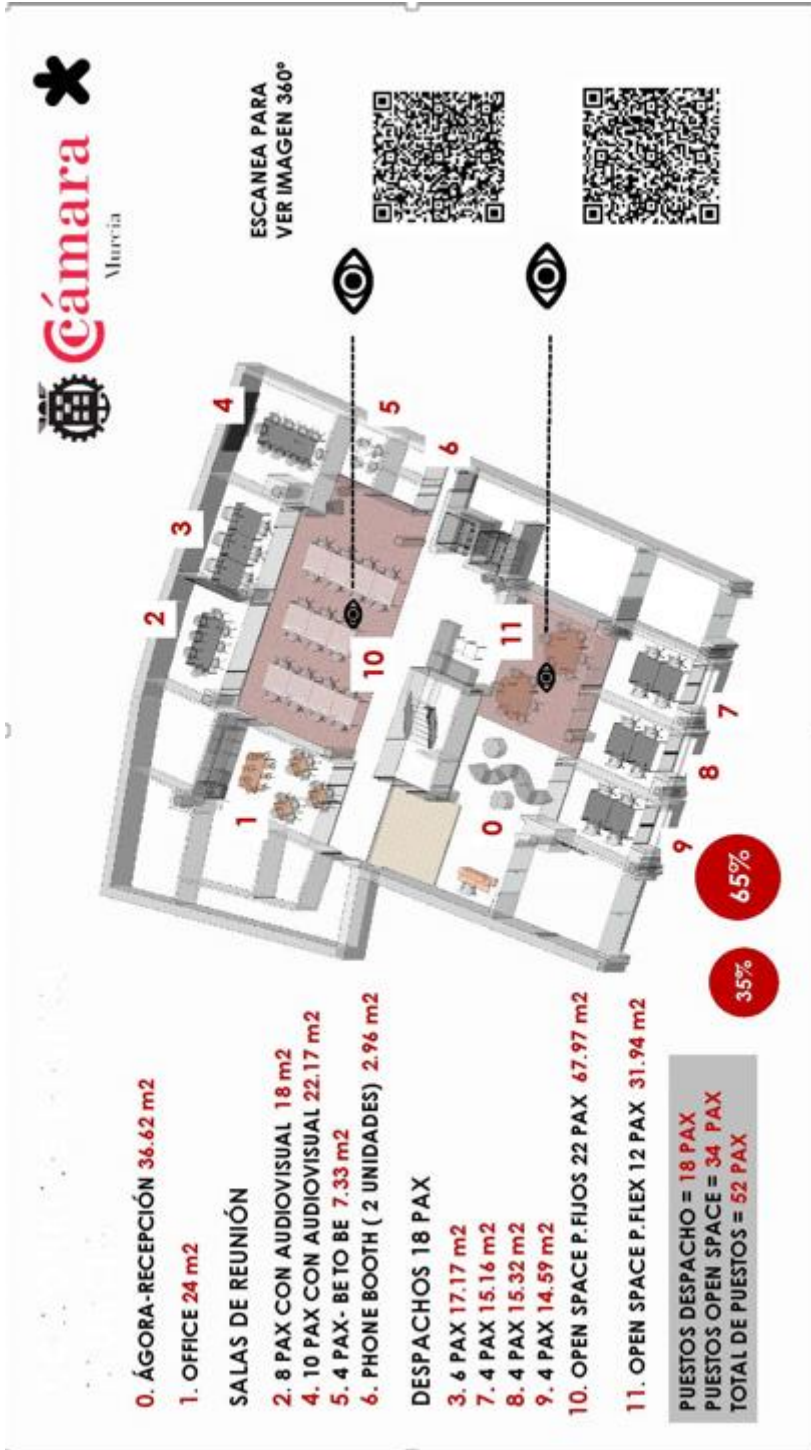 cámara
Murcia
ESCANEA PARA
VER IMAGEN 360º
0. ÁGORA-RECEPCIÓN 36.62 m2
1. OFFICE 24 m2
SALAS DE REUNIÓN
2. 8 PAX CON AUDIOVISUAL 18 m2
4. 10 PAX CON AUDIOVISUAL 22.17 m2
5. 4 PAX- BE TO BE 7.33 m2
6. PHONE BOOTH ( 2 UNIDADES) 2.96 m2
DESPACHOS 18 PAX
3. 6 PAX 17.17 m2
7. 4 PAX 15.16 m2
8. 4 PAX 15.32 m2
9. 4 PAX 14.59 m2
10. OPEN SPACE P.FIJOS 22 PAX 67.97 m2
11. OPEN SPACE P.FLEX 12 PAX 31.94 m2
PUESTOS DESPACHO = 18 PAX
PUESTOS OPEN SPACE = 34 PAX
TOTAL DE PUESTOS = 52 PAX
35%
65%
1
2
3
4
5
6
10
11
0
9
8
7